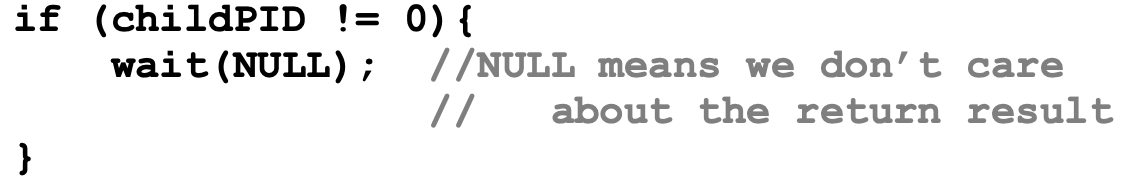 if (childPID != 0){
wait(NULL); //NULL means we don’t care
// about the return result
}